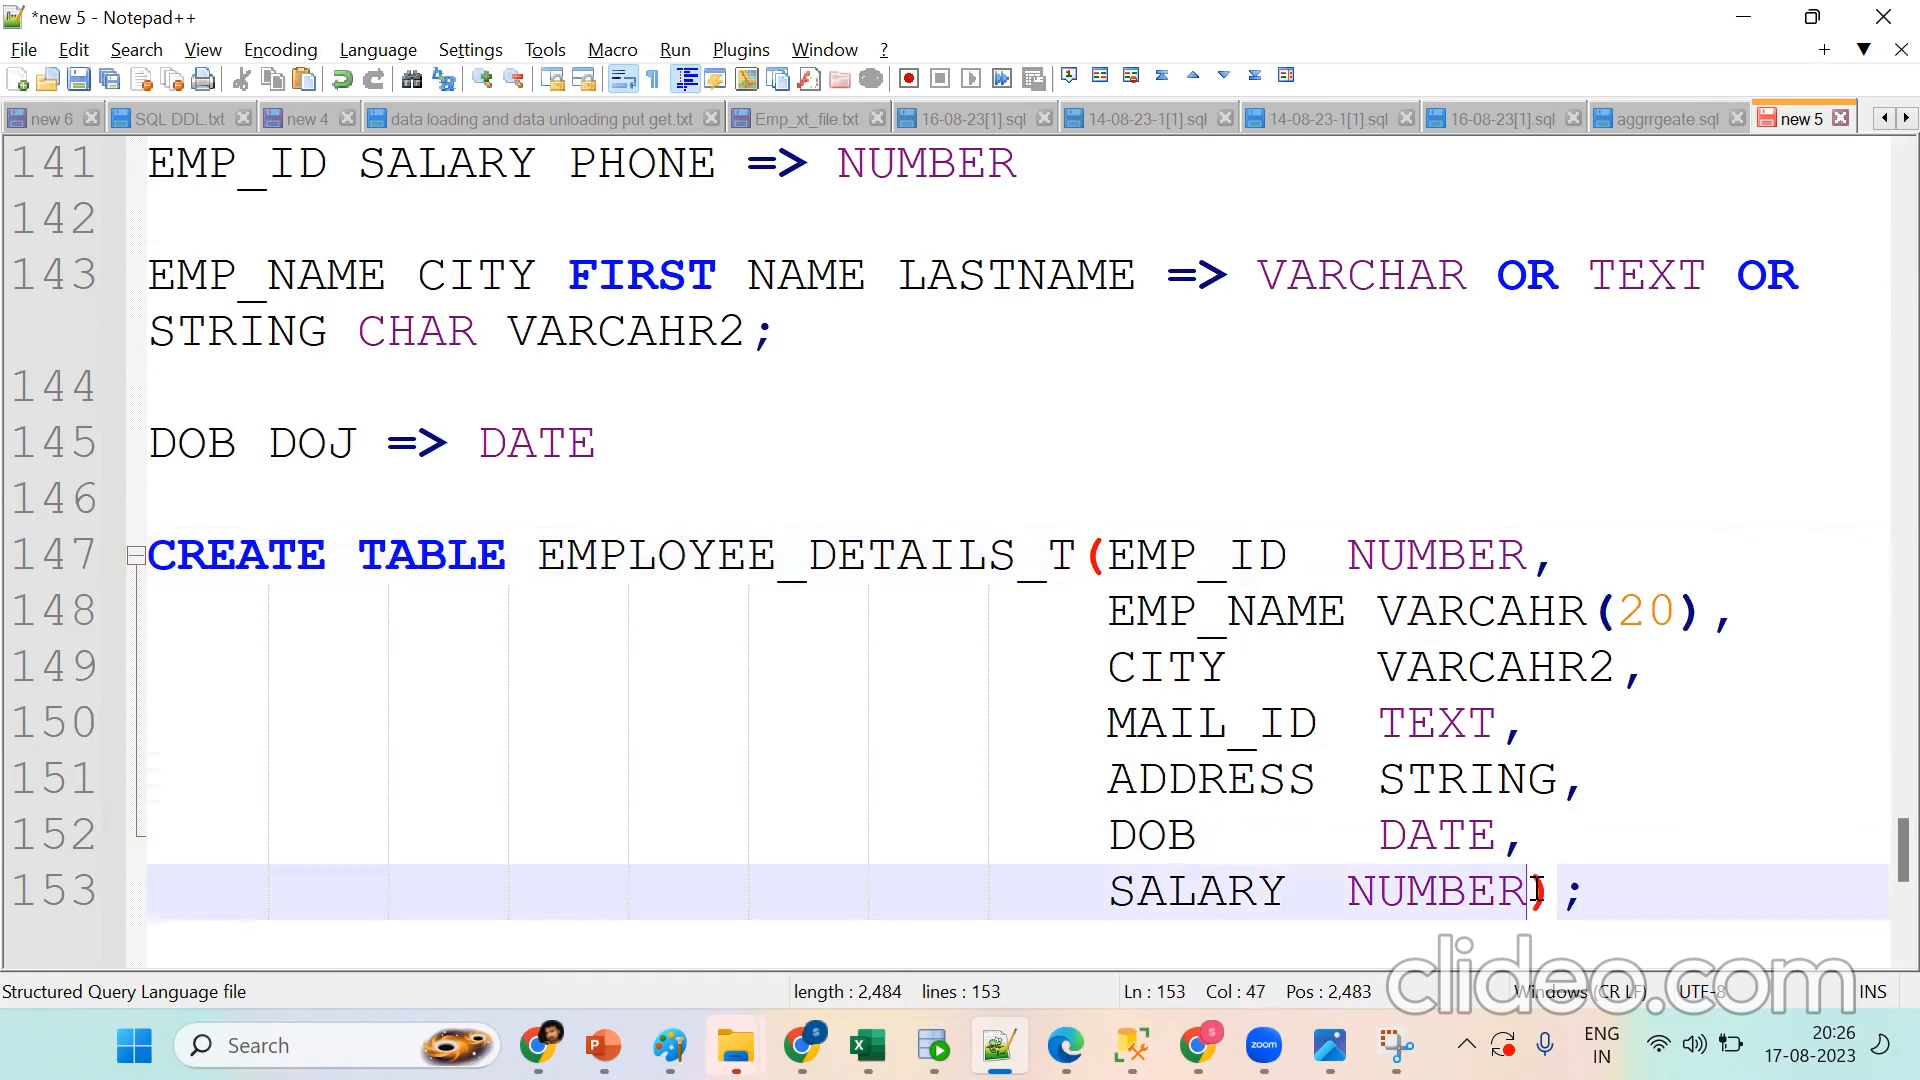 *new 5 - Notepad++
File Edit Search View Encoding Language Settings Tools Macro Run Plugins Window ?
new 6 SQL DDL.txt new 4 data loading and data unloading put get.txt Emp_xt_file.txt 16-08-23[1].sql 14-08-23-1[1].sql 14-08-23-1[1].sql 16-08-23[1].sql aggrrgeate.sql new 5
141 EMP_ID SALARY PHONE => NUMBER
142
143 EMP_NAME CITY FIRST NAME LASTNAME => VARCHAR OR TEXT OR
STRING CHAR VARCAHR2;
144
145 DOB DOJ => DATE
146
147 CREATE TABLE EMPLOYEE_DETAILS_T(EMP_ID NUMBER,
148 EMP_NAME VARCAHR(20),
149 CITY VARCAHR2,
150 MAIL_ID TEXT,
151 ADDRESS STRING,
152 DOB DATE,
153 SALARY NUMBER);
clideo.com
Structured Query Language file length : 2,484 lines : 153 Ln : 153 Col : 47 Pos : 2,483 Windows (CR LF) UTF-8 INS
Search zoom ENG 20:26
IN 17-08-2023